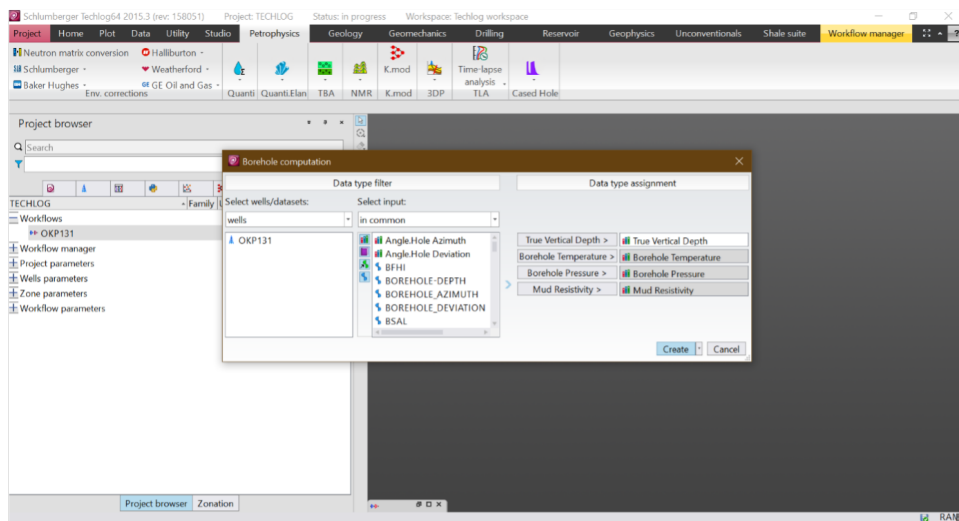 Schlumberger Techlog64 2015.3 (rev: 158051) Project: TECHLOG Status: in progress Workspace: Techlog workspace
Project Home Plot Data Utility Studio Petrophysics Geology Geomechanics Drilling Reservoir Geophysics Unconventionals Shale suite Workflow manager
Neutron matrix conversion Halliburton
Schlumberger Weatherford K.mod Time-lapse
Baker Hughes GE GE Oil and Gas analysis
Env. corrections Quanti Quanti.Elan TBA NMR K.mod 3DP TLA Cased Hole
Project browser
Search
Borehole computation
Data type filter Data type assignment
TECHLOG Family Select wells/datasets: Select input:
Workflows wells in common
OKP131 OKP131 Angle.Hole Azimuth True Vertical Depth > True Vertical Depth
Workflow manager Angle.Hole Deviation Borehole Temperature > Borehole Temperature
Project parameters BFHI Borehole Pressure > Borehole Pressure
Wells parameters BOREHOLE-DEPTH Mud Resistivity > Mud Resistivity
Zone parameters BOREHOLE_AZIMUTH
Workflow parameters BOREHOLE_DEVIATION
BSAL
Create Cancel
Project browser Zonation